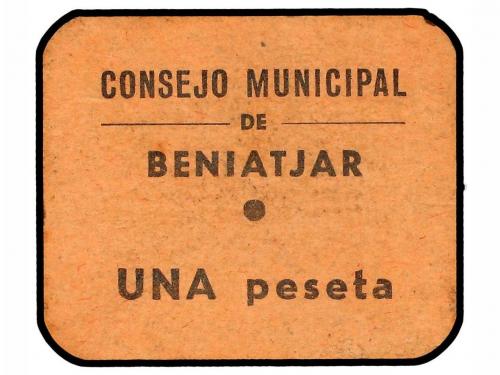 CONSEJO MUNICIPAL
DE
BENIATJAR
UNA peseta